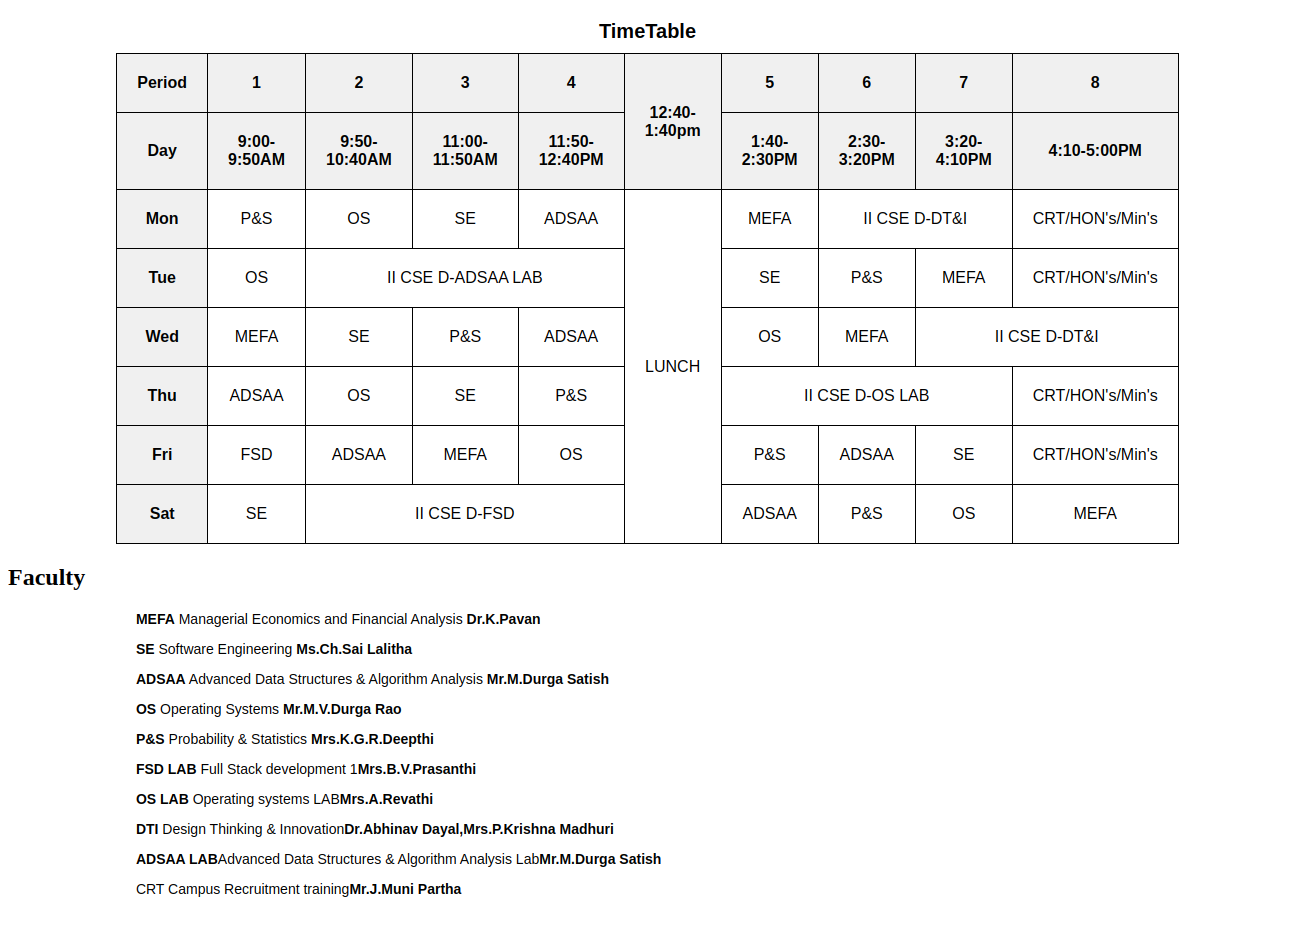 TimeTable
Period 1 2 3 4 12:40-1:40pm 5 6 7 8
Day 9:00-9:50AM 9:50-10:40AM 11:00-11:50AM 11:50-12:40PM 1:40-2:30PM 2:30-3:20PM 3:20-4:10PM 4:10-5:00PM
Mon P&S OS SE ADSAA LUNCH MEFA II CSE D-DT&I CRT/HON's/Min's
Tue OS II CSE D-ADSAA LAB SE P&S MEFA CRT/HON's/Min's
Wed MEFA SE P&S ADSAA OS MEFA II CSE D-DT&I
Thu ADSAA OS SE P&S II CSE D-OS LAB CRT/HON's/Min's
Fri FSD ADSAA MEFA OS P&S ADSAA SE CRT/HON's/Min's
Sat SE II CSE D-FSD ADSAA P&S OS MEFA
Faculty
MEFA Managerial Economics and Financial Analysis Dr.K.Pavan
SE Software Engineering Ms.Ch.Sai Lalitha
ADSAA Advanced Data Structures & Algorithm Analysis Mr.M.Durga Satish
OS Operating Systems Mr.M.V.Durga Rao
P&S Probability & Statistics Mrs.K.G.R.Deepthi
FSD LAB Full Stack development 1Mrs.B.V.Prasanthi
OS LAB Operating systems LABMrs.A.Revathi
DTI Design Thinking & InnovationDr.Abhinav Dayal,Mrs.P.Krishna Madhuri
ADSAA LABAdvanced Data Structures & Algorithm Analysis LabMr.M.Durga Satish
CRT Campus Recruitment trainingMr.J.Muni Partha